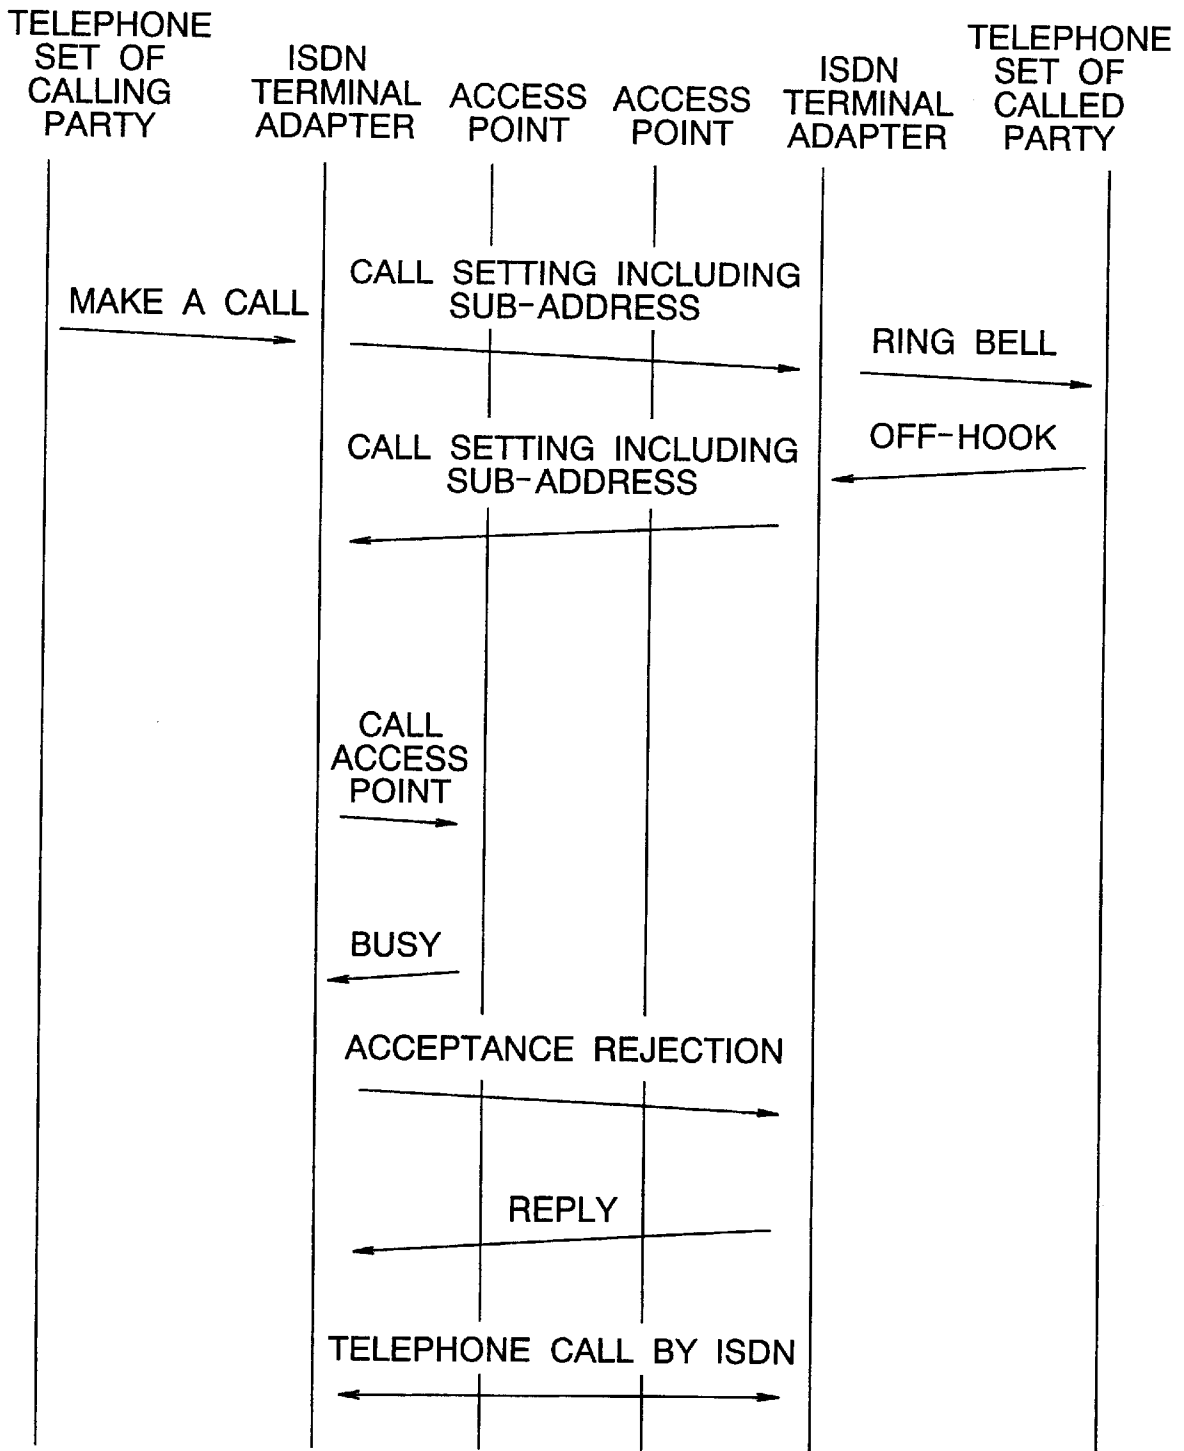 TELEPHONE
SET OF
CALLING
PARTY
ISDN
TERMINAL
ADAPTER
ACCESS
POINT
ACCESS
POINT
ISDN
TERMINAL
ADAPTER
TELEPHONE
SET OF
CALLED
PARTY
MAKE A CALL
CALL SETTING INCLUDING
SUB-ADDRESS
RING BELL
OFF-HOOK
CALL SETTING INCLUDING
SUB-ADDRESS
CALL
ACCESS
POINT
BUSY
ACCEPTANCE REJECTION
REPLY
TELEPHONE CALL BY ISDN